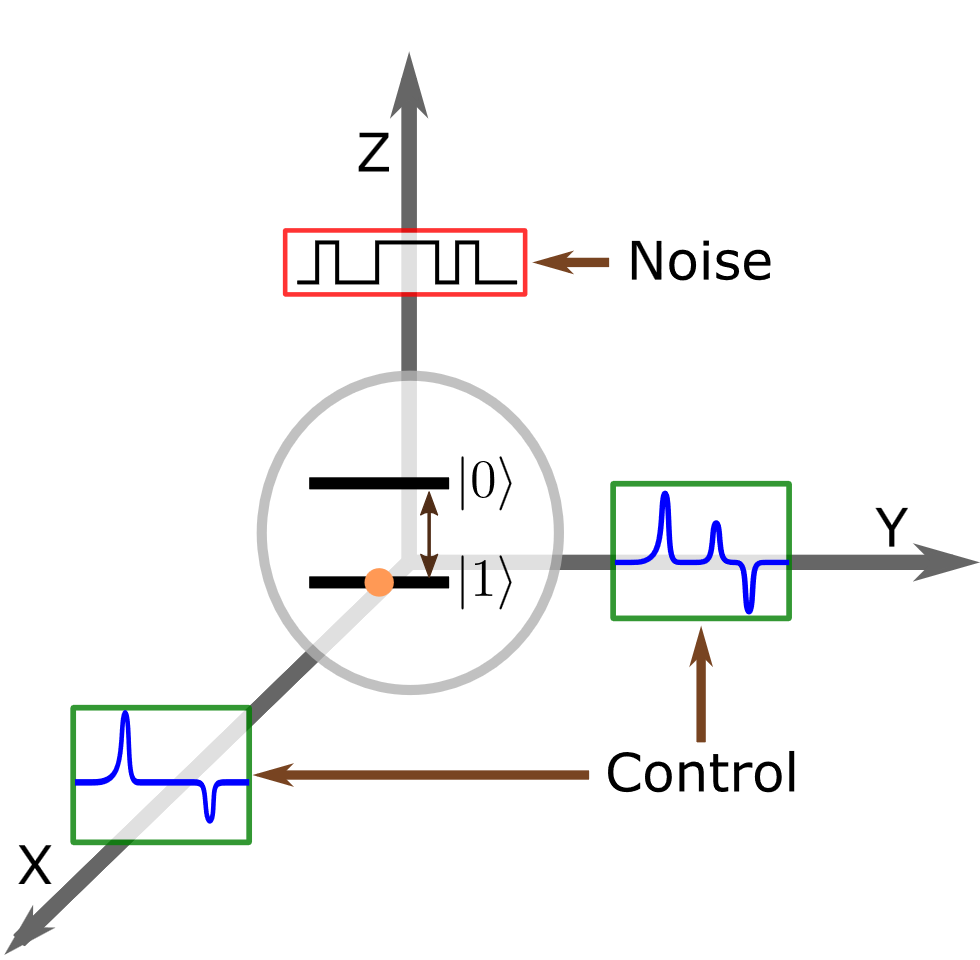 Z
Noise
|0⟩
Y
|1⟩
Control
X